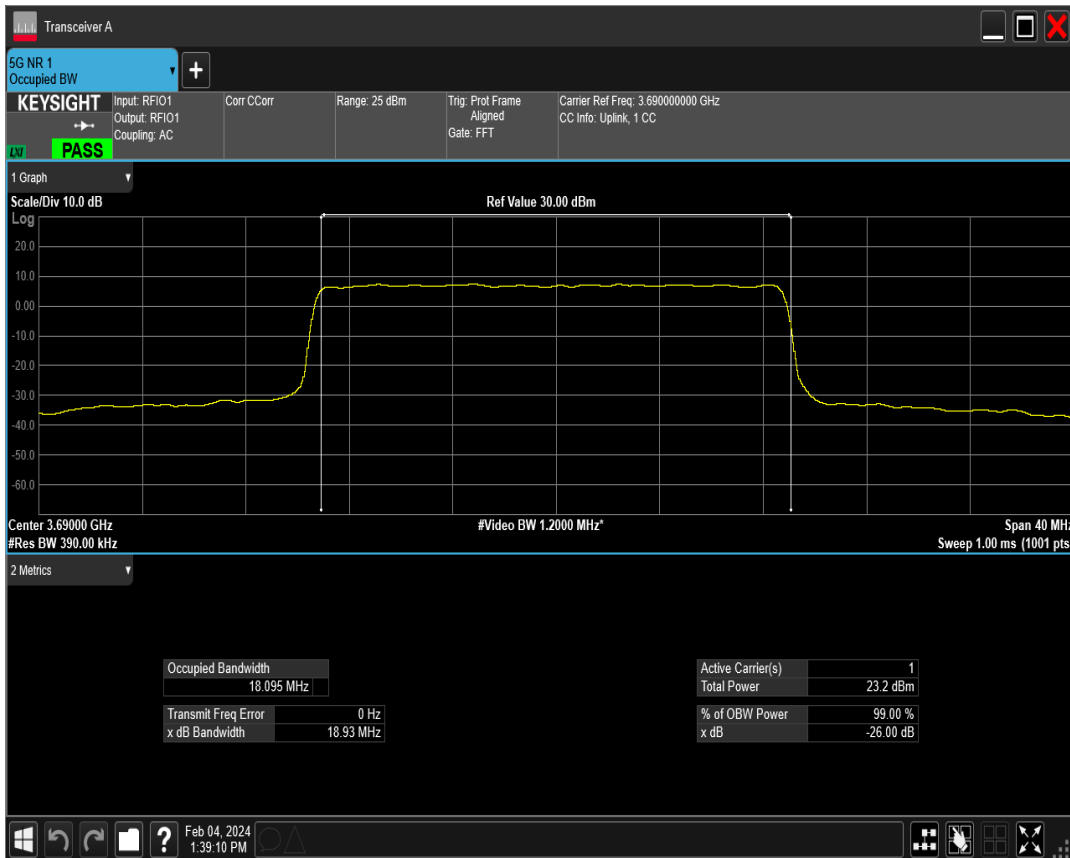 Transceiver A
5G NR 1
Occupied BW
KEYSIGHT
LXI
PASS
Input: RFIO1
Output: RFIO1
Coupling: AC
Corr CCorr
Range: 25 dBm
Trig: Prot Frame
Aligned
Gate: FFT
Carrier Ref Freq: 3.690000000 GHz
CC Info: Uplink, 1 CC
1 Graph
Scale/Div 10.0 dB
Ref Value 30.00 dBm
Log
20.0
10.0
0.00
-10.0
-20.0
-30.0
-40.0
-50.0
-60.0
Center 3.69000 GHz
#Video BW 1.2000 MHz*
Span 40 MHz
#Res BW 390.00 kHz
Sweep 1.00 ms (1001 pts
2 Metrics
Occupied Bandwidth
18.095 MHz
Transmit Freq Error 0 Hz
x dB Bandwidth 18.93 MHz
Active Carrier(s) 1
Total Power 23.2 dBm
% of OBW Power 99.00 %
x dB -26.00 dB
Feb 04, 2024
1:39:10 PM